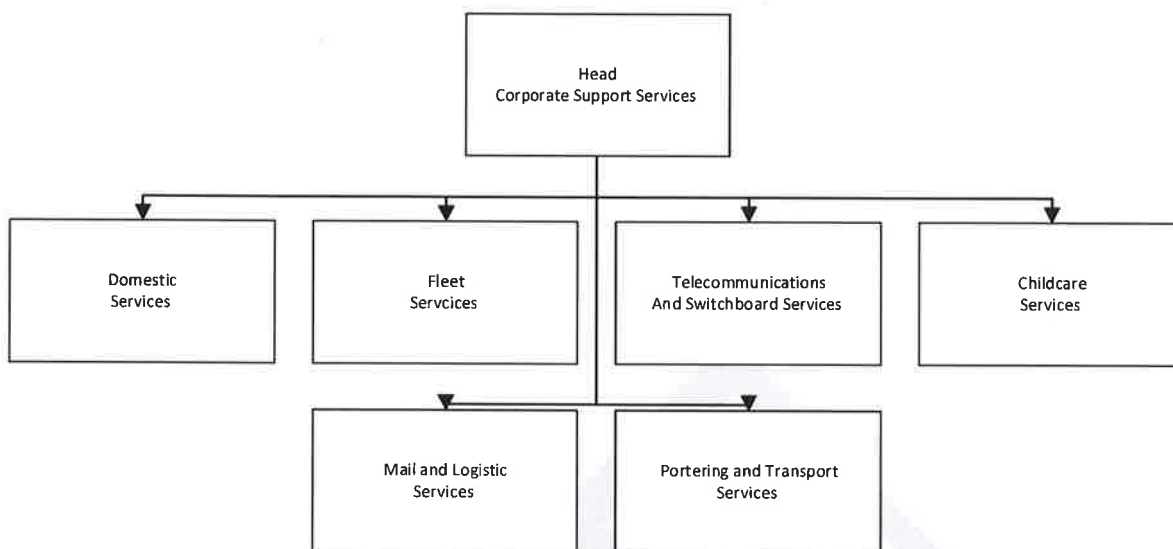 Head
Corporate Support Services
Domestic
Services
Fleet
Servcices
Telecommunications
And Switchboard Services
Childcare
Services
Mail and Logistic
Services
Portering and Transport
Services